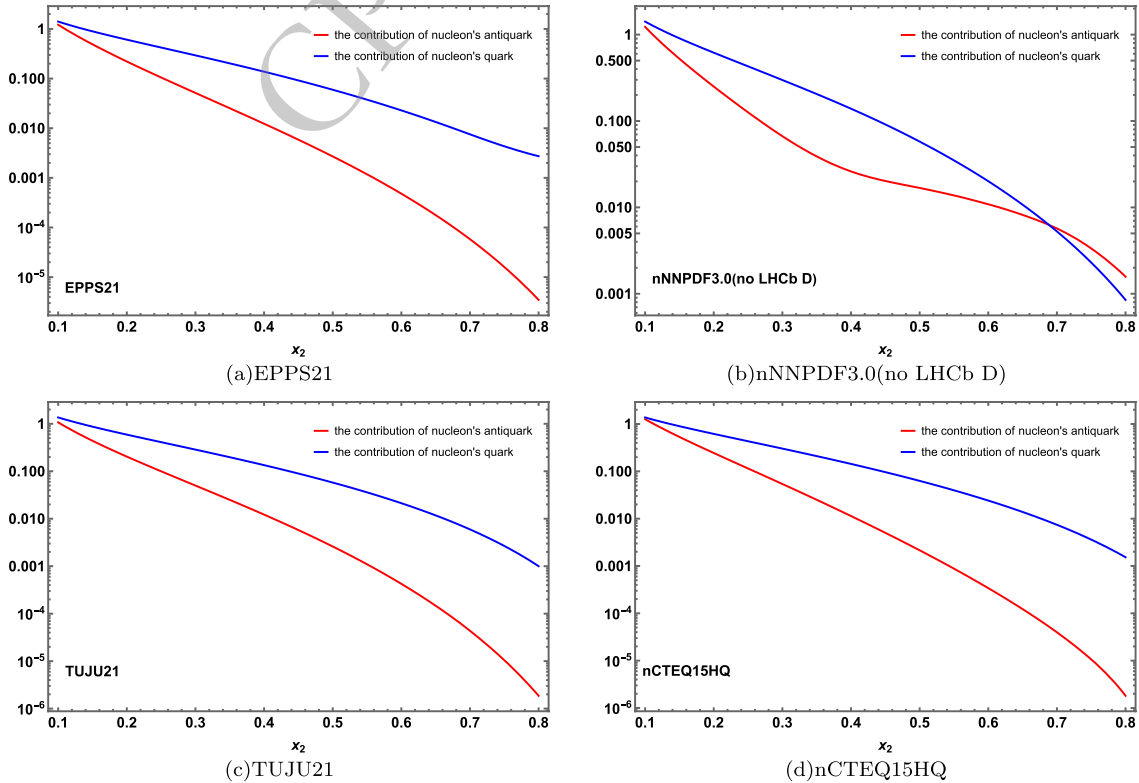 1
0.100
0.010
0.001
10-4
10-5
the contribution of nucleon's antiquark
the contribution of nucleon's quark
EPPS21
0.1 0.2 0.3 0.4 0.5 0.6 0.7 0.8
x2
(a)EPPS21
1
0.500
0.100
0.050
0.010
0.005
0.001
the contribution of nucleon's antiquark
the contribution of nucleon's quark
nNNPDF3.0(no LHCb D)
0.1 0.2 0.3 0.4 0.5 0.6 0.7 0.8
x2
(b)nNNPDF3.0(no LHCb D)
1
0.100
0.010
0.001
10-4
10-5
10-6
the contribution of nucleon's antiquark
the contribution of nucleon's quark
TUJU21
0.1 0.2 0.3 0.4 0.5 0.6 0.7 0.8
x2
(c)TUJU21
1
0.100
0.010
0.001
10-4
10-5
10-6
the contribution of nucleon's antiquark
the contribution of nucleon's quark
nCTEQ15HQ
0.1 0.2 0.3 0.4 0.5 0.6 0.7 0.8
x2
(d)nCTEQ15HQ